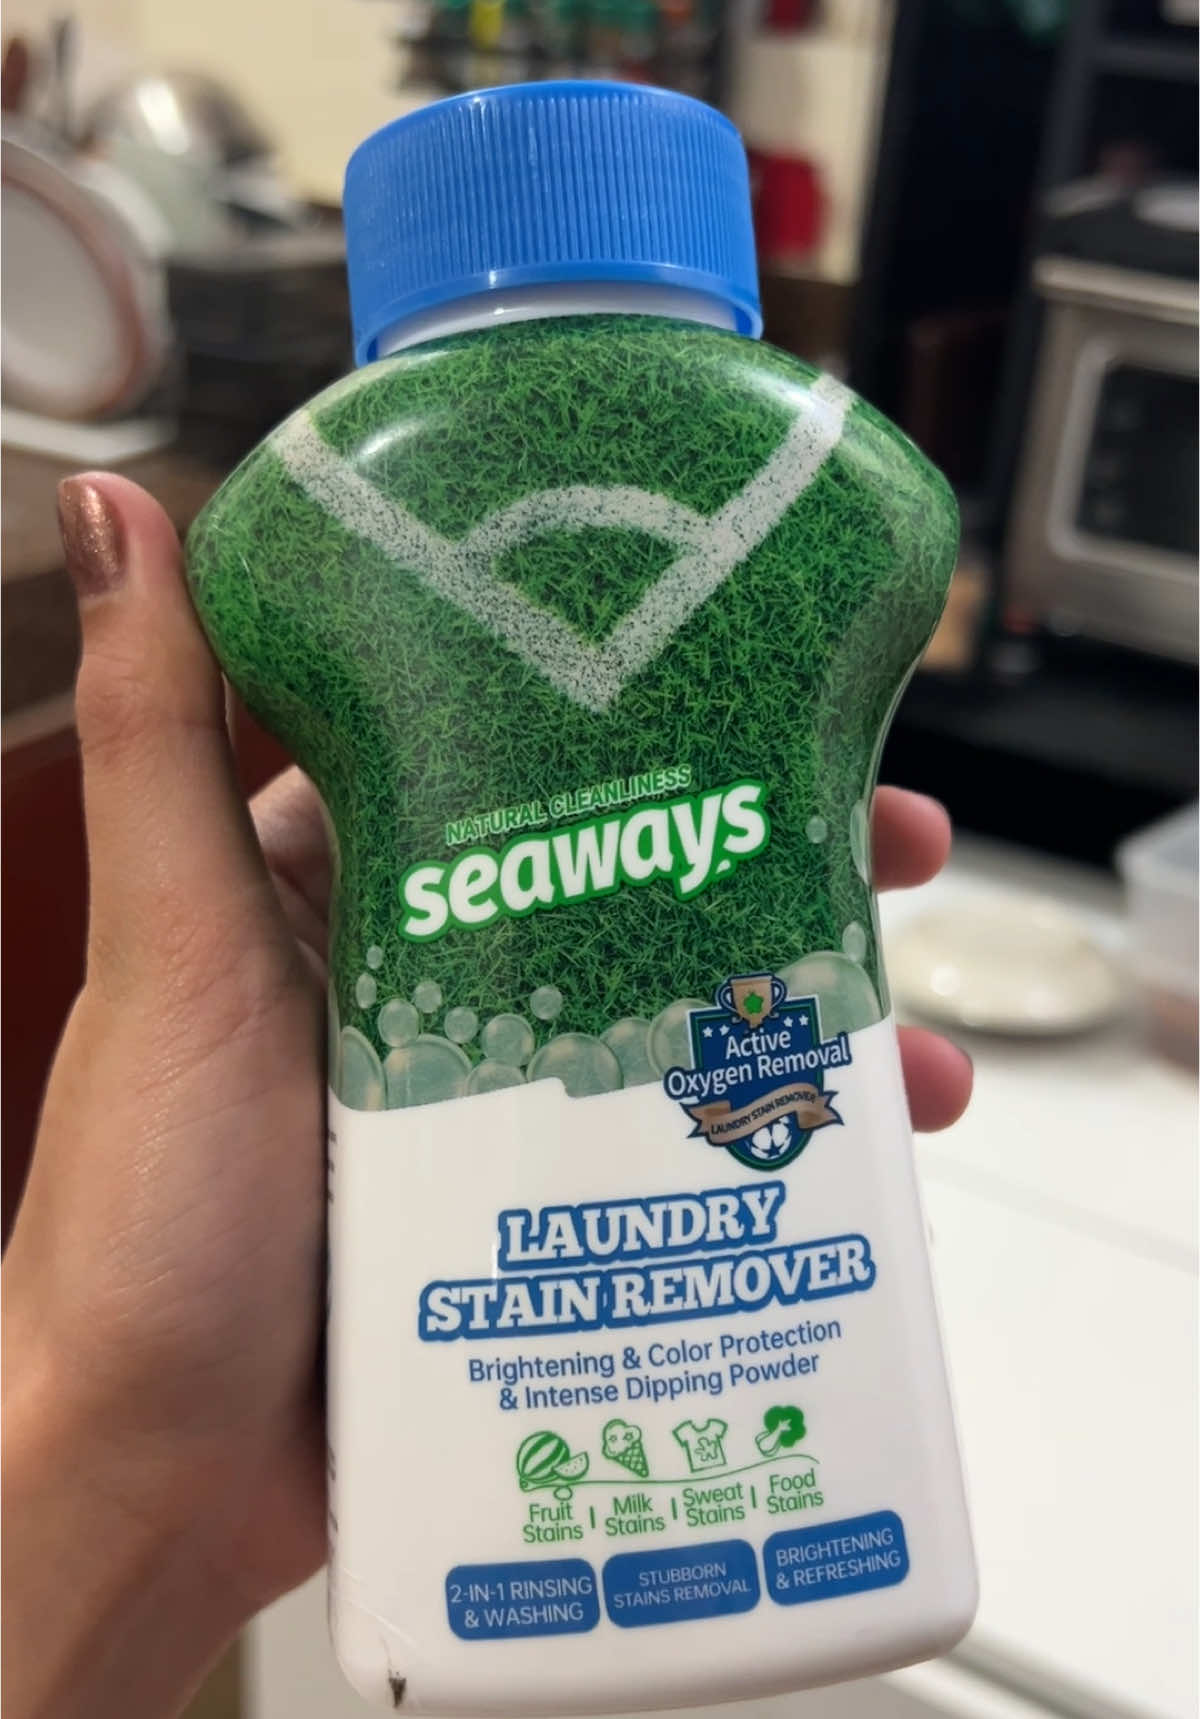 NATURAL CLEANLINESS
seaways
Active
Oxygen Removal
LAUNDRY STAIN REMOVER
LAUNDRY
STAIN REMOVER
Brightening & Color Protection
& Intense Dipping Powder
Fruit Stains
Milk Stains
Sweat Stains
Food Stains
2-IN-1 RINSING
& WASHING
STUBBORN
STAINS REMOVAL
BRIGHTENING
& REFRESHING